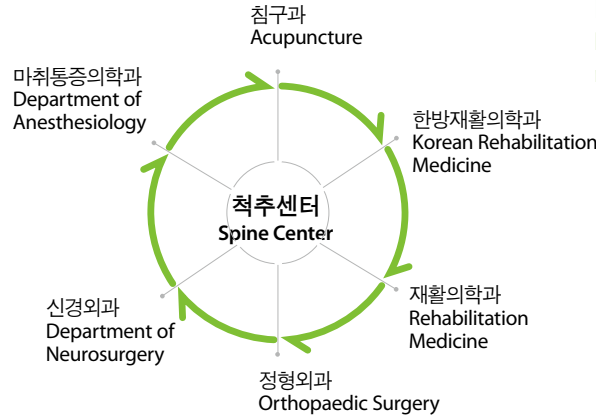 침구과
Acupuncture
마취통증의학과
Department of
Anesthesiology
한방재활의학과
Korean Rehabilitation
Medicine
척추센터
Spine Center
신경외과
Department of
Neurosurgery
재활의학과
Rehabilitation
Medicine
정형외과
Orthopaedic Surgery